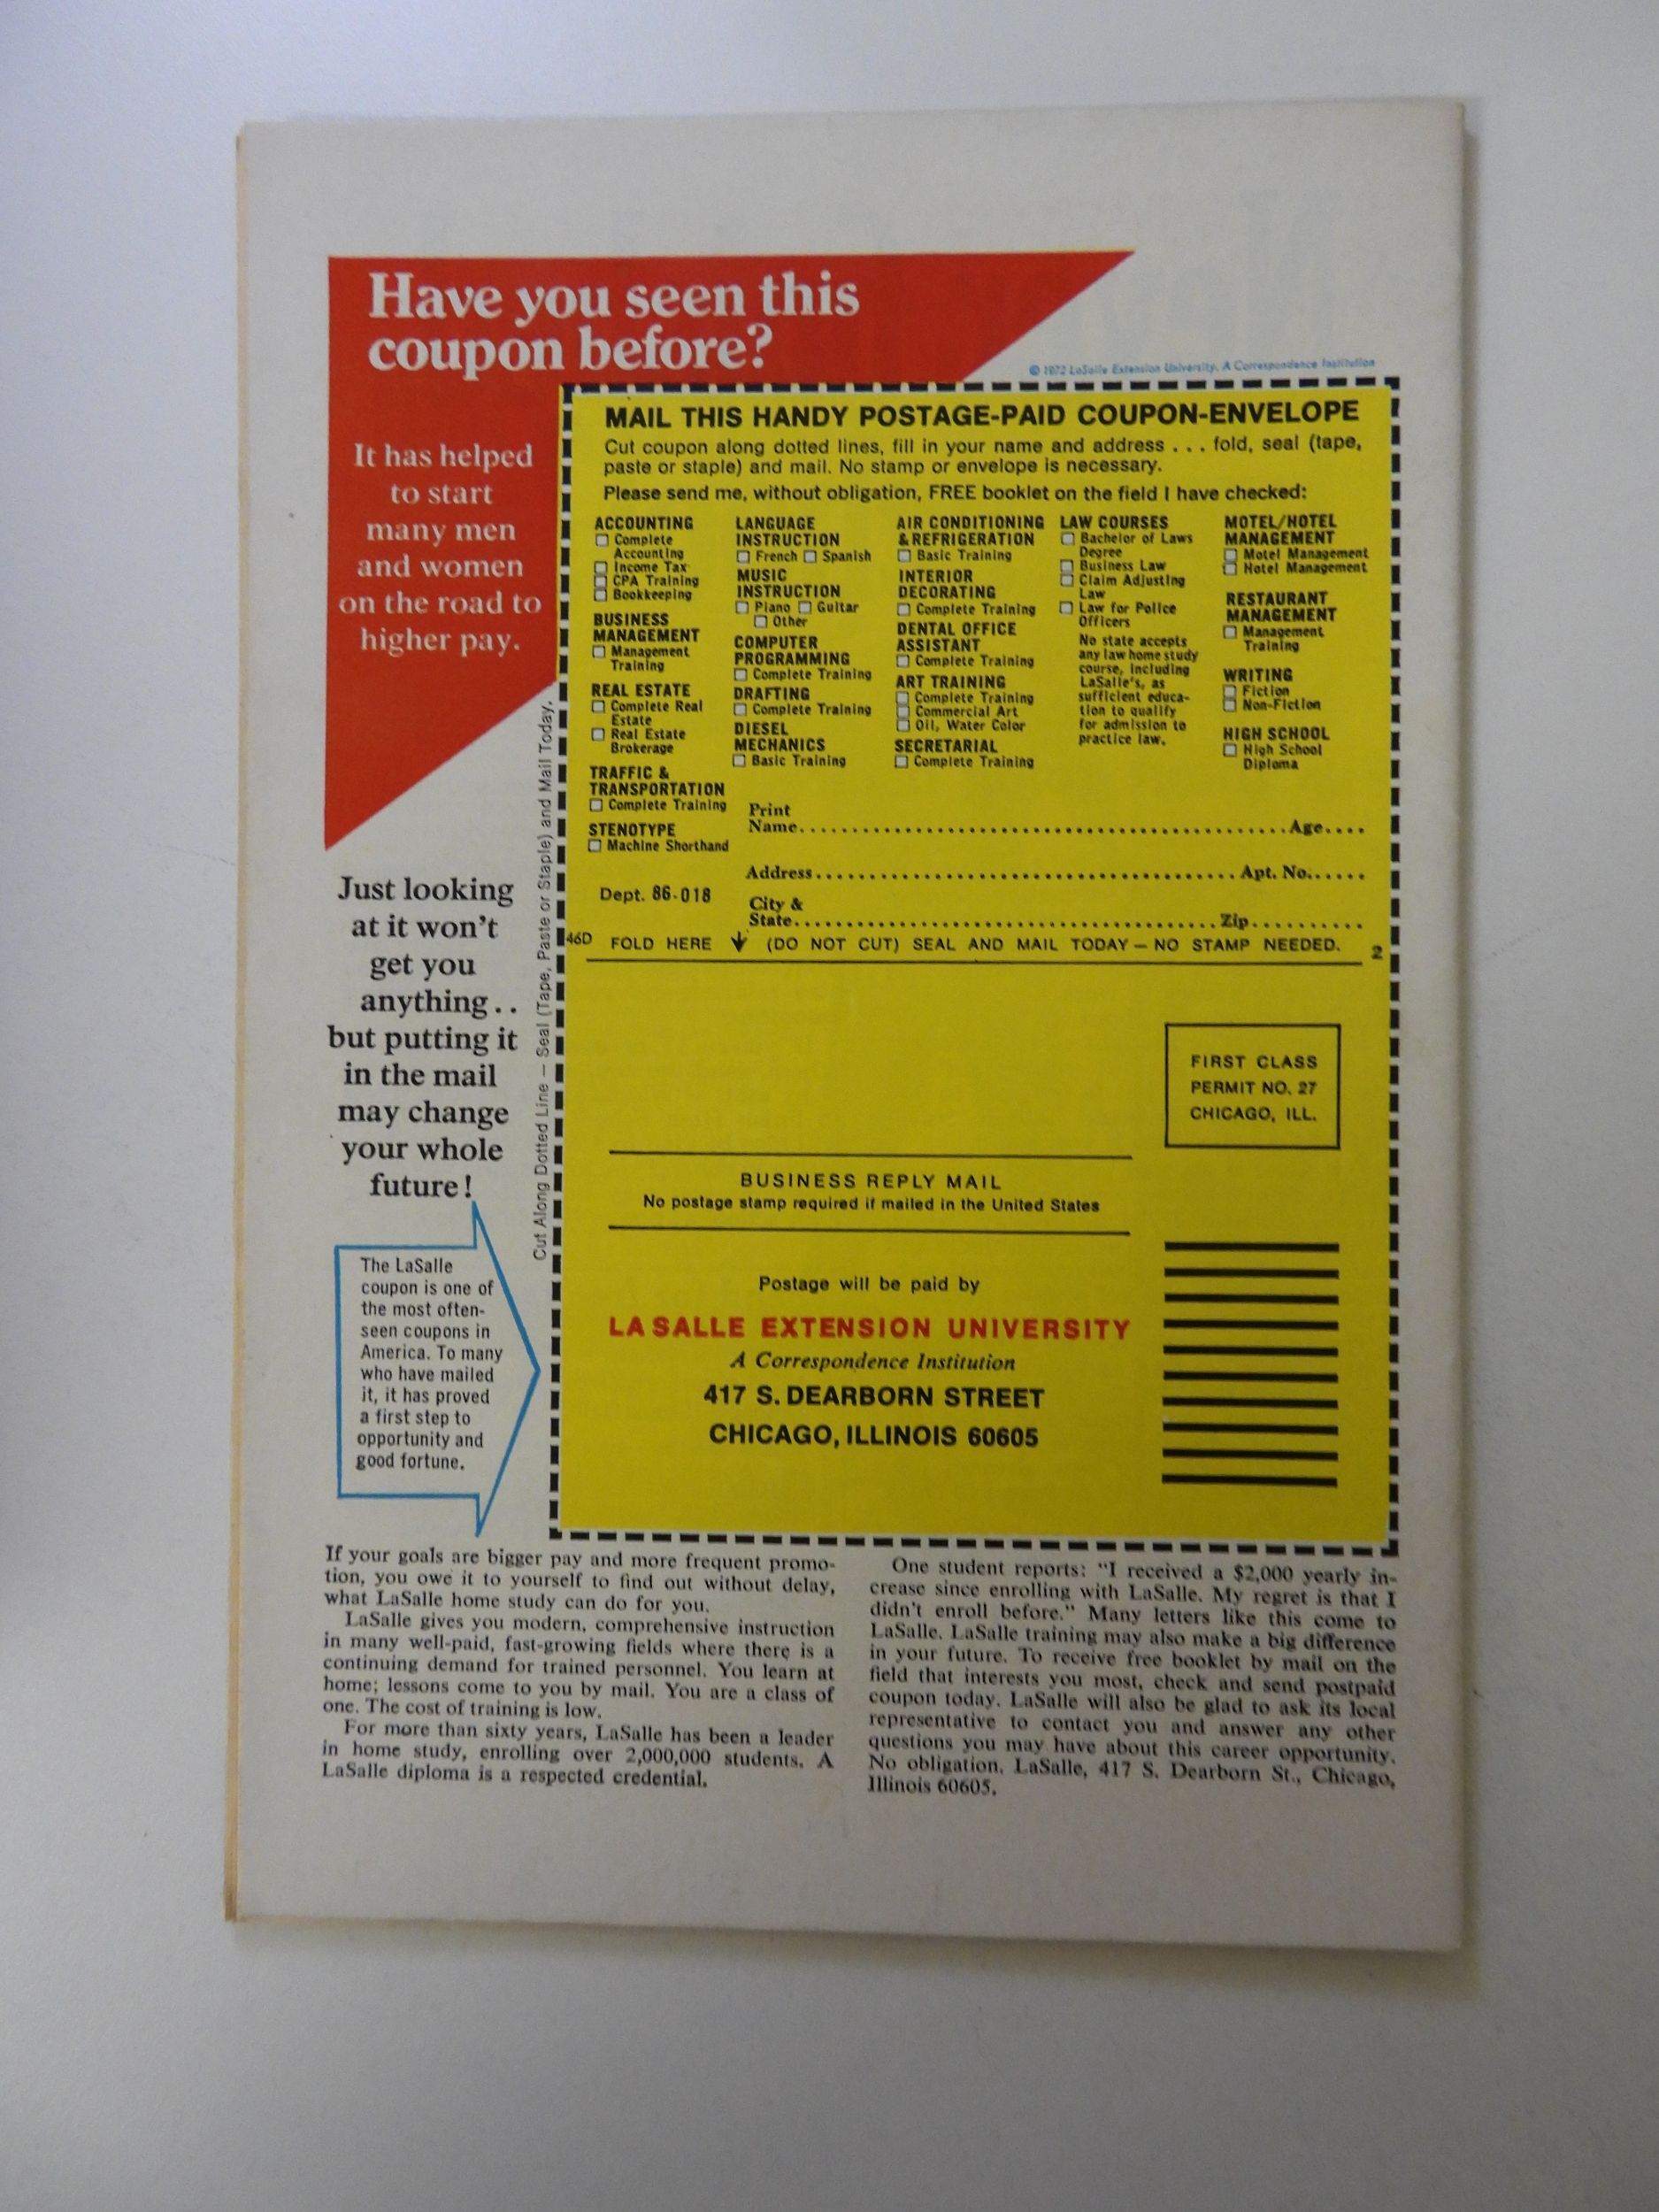 Have you seen this
coupon before?
© 1972 LaSalle Extension University, A Correspondence Institution
It has helped
to start
many men
and women
on the road to
higher pay.
Just looking
at it won't
get you
anything..
but putting it
in the mail
may change
your whole
future!
The LaSalle
coupon is one of
the most often-
seen coupons in
America. To many
who have mailed
it, it has proved
a first step to
opportunity and
good fortune.
Cut Along Dotted Line — Seal (Tape, Paste or Staple) and Mail Today.
MAIL THIS HANDY POSTAGE-PAID COUPON-ENVELOPE
Cut coupon along dotted lines, fill in your name and address . . . fold, seal (tape,
paste or staple) and mail. No stamp or envelope is necessary.
Please send me, without obligation, FREE booklet on the field I have checked:
ACCOUNTING
Complete
Accounting
Income Tax
CPA Training
Bookkeeping
BUSINESS
MANAGEMENT
Management
Training
REAL ESTATE
Complete Real
Estate
Real Estate
Brokerage
TRAFFIC &
TRANSPORTATION
Complete Training
STENOTYPE
Machine Shorthand
LANGUAGE
INSTRUCTION
French Spanish
MUSIC
INSTRUCTION
Piano Guitar
Other
COMPUTER
PROGRAMMING
Complete Training
DRAFTING
Complete Training
DIESEL
MECHANICS
Basic Training
AIR CONDITIONING
& REFRIGERATION
Basic Training
INTERIOR
DECORATING
Complete Training
DENTAL OFFICE
ASSISTANT
Complete Training
ART TRAINING
Complete Training
Commercial Art
Oil, Water Color
SECRETARIAL
Complete Training
LAW COURSES
Bachelor of Laws
Degree
Business Law
Claim Adjusting
Law
Law for Police
Officers
No state accepts
any law home study
course, including
LaSalle's, as
sufficient educa-
tion to qualify
for admission to
practice law.
MOTEL/HOTEL
MANAGEMENT
Motel Management
Hotel Management
RESTAURANT
MANAGEMENT
Management
Training
WRITING
Fiction
Non-Fiction
HIGH SCHOOL
High School
Diploma
Print
Name Age
Address Apt. No.
Dept. 86-018
City &
State Zip
46D FOLD HERE (DO NOT CUT) SEAL AND MAIL TODAY — NO STAMP NEEDED. 2
FIRST CLASS
PERMIT NO. 27
CHICAGO, ILL.
BUSINESS REPLY MAIL
No postage stamp required if mailed in the United States
Postage will be paid by
LA SALLE EXTENSION UNIVERSITY
A Correspondence Institution
417 S. DEARBORN STREET
CHICAGO, ILLINOIS 60605
If your goals are bigger pay and more frequent promo-
tion, you owe it to yourself to find out without delay,
what LaSalle home study can do for you.
LaSalle gives you modern, comprehensive instruction
in many well-paid, fast-growing fields where there is a
continuing demand for trained personnel. You learn at
home; lessons come to you by mail. You are a class of
one. The cost of training is low.
For more than sixty years, LaSalle has been a leader
in home study, enrolling over 2,000,000 students. A
LaSalle diploma is a respected credential.
One student reports: "I received a $2,000 yearly in-
crease since enrolling with LaSalle. My regret is that I
didn't enroll before." Many letters like this come to
LaSalle. LaSalle training may also make a big difference
in your future. To receive free booklet by mail on the
field that interests you most, check and send postpaid
coupon today. LaSalle will also be glad to ask its local
representative to contact you and answer any other
questions you may have about this career opportunity.
No obligation. LaSalle, 417 S. Dearborn St., Chicago,
Illinois 60605.